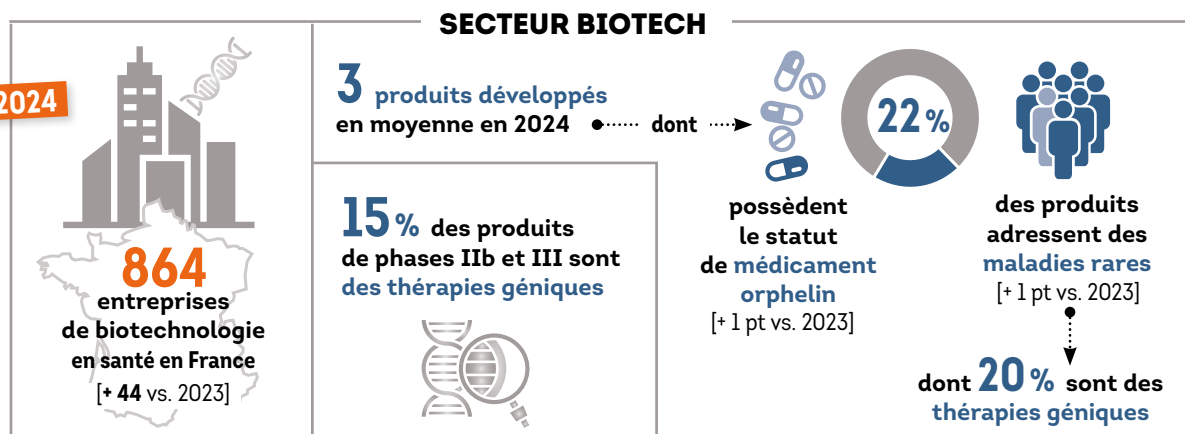 SECTEUR BIOTECH
2024
864
entreprises
de biotechnologie
en santé en France
[+ 44 vs. 2023]
3 produits développés
en moyenne en 2024 dont
15 % des produits
de phases IIb et III sont
des thérapies géniques
22 %
possèdent
le statut
de médicament
orphelin
[+ 1 pt vs. 2023]
des produits
adressent des
maladies rares
[+ 1 pt vs. 2023]
dont 20 % sont des
thérapies géniques